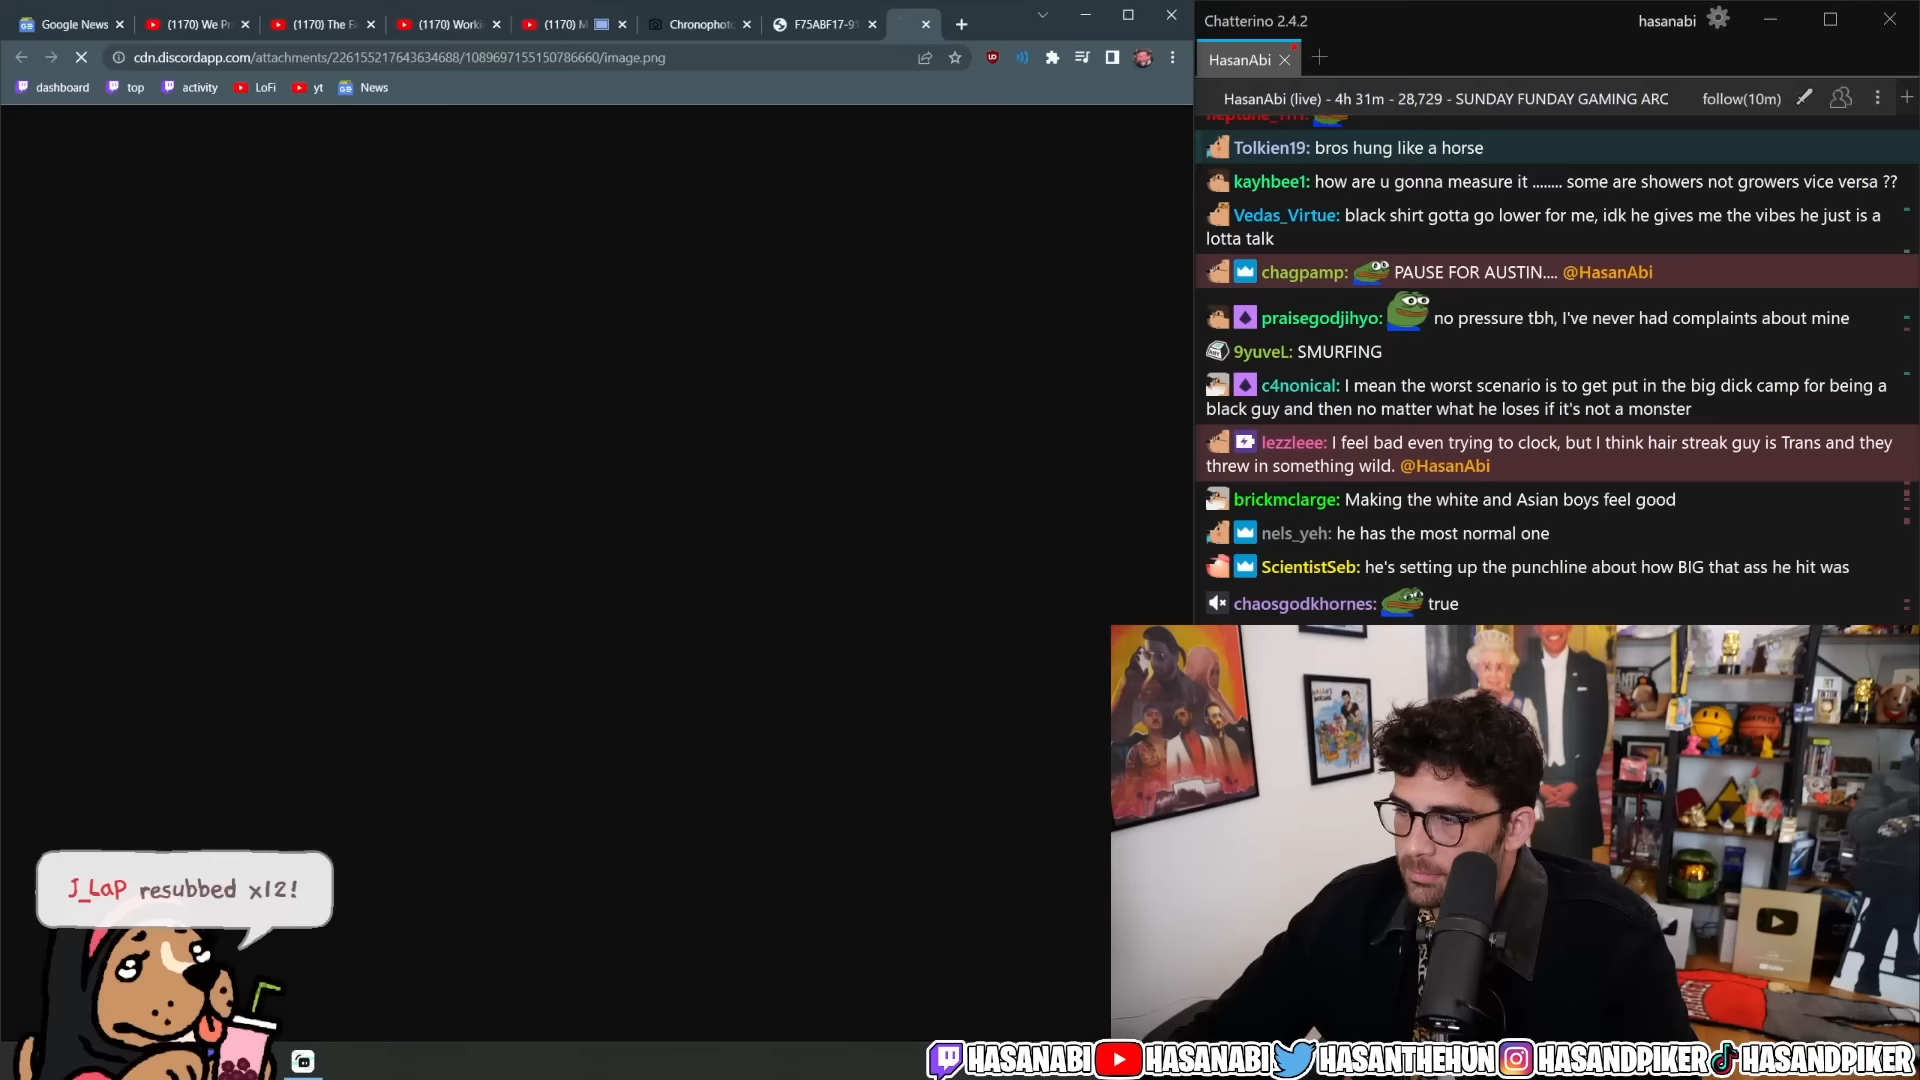 Google News
(1170) We Pr
(1170) The F
(1170) Worki
(1170) M
Chronophoto
F75ABF17-91
cdn.discordapp.com/attachments/226155217643634688/1089697155150786660/image.png
dashboard
top
activity
LoFi
yt
News
Chatterino 2.4.2
hasanabi
HasanAbi
HasanAbi (live) - 4h 31m - 28,729 - SUNDAY FUNDAY GAMING ARC
follow(10m)
Tolkien19: bros hung like a horse
kayhbee1: how are u gonna measure it ........ some are showers not growers vice versa ??
Vedas_Virtue: black shirt gotta go lower for me, idk he gives me the vibes he just is a
lotta talk
chagpamp: PAUSE FOR AUSTIN.... @HasanAbi
praisegodjihyo: no pressure tbh, I've never had complaints about mine
9yuveL: SMURFING
c4nonical: I mean the worst scenario is to get put in the big dick camp for being a
black guy and then no matter what he loses if it's not a monster
lezzleee: I feel bad even trying to clock, but I think hair streak guy is Trans and they
threw in something wild. @HasanAbi
brickmclarge: Making the white and Asian boys feel good
nels_yeh: he has the most normal one
ScientistSeb: he's setting up the punchline about how BIG that ass he hit was
chaosgodkhornes: true
J_Lap resubbed x12!
HASANABI HASANABI HASANTHEHUN HASANDPIKER HASANDPIKER